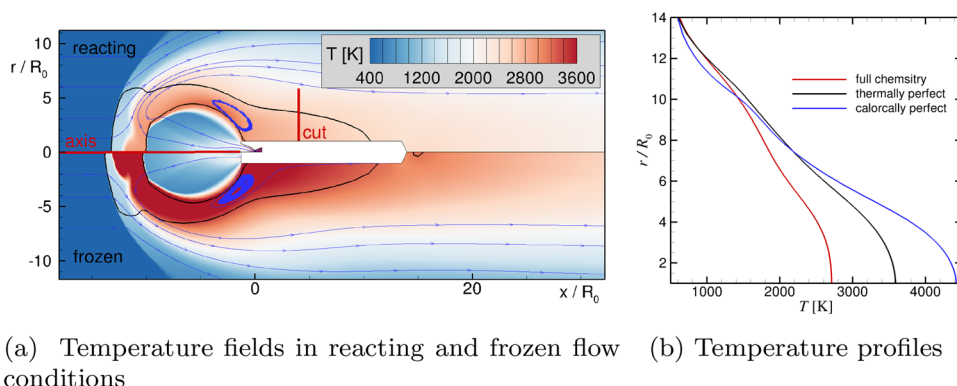 reacting
frozen
axis
cut
T [K]
400 1200 2000 2800 3600
r / R0
10
5
0
-5
-10
0 20
x / R0
full chemsitry
thermally perfect
calorcally perfect
r / R0
14
12
10
8
6
4
2
1000 2000 3000 4000
T [K]
(a) Temperature fields in reacting and frozen flow conditions
(b) Temperature profiles